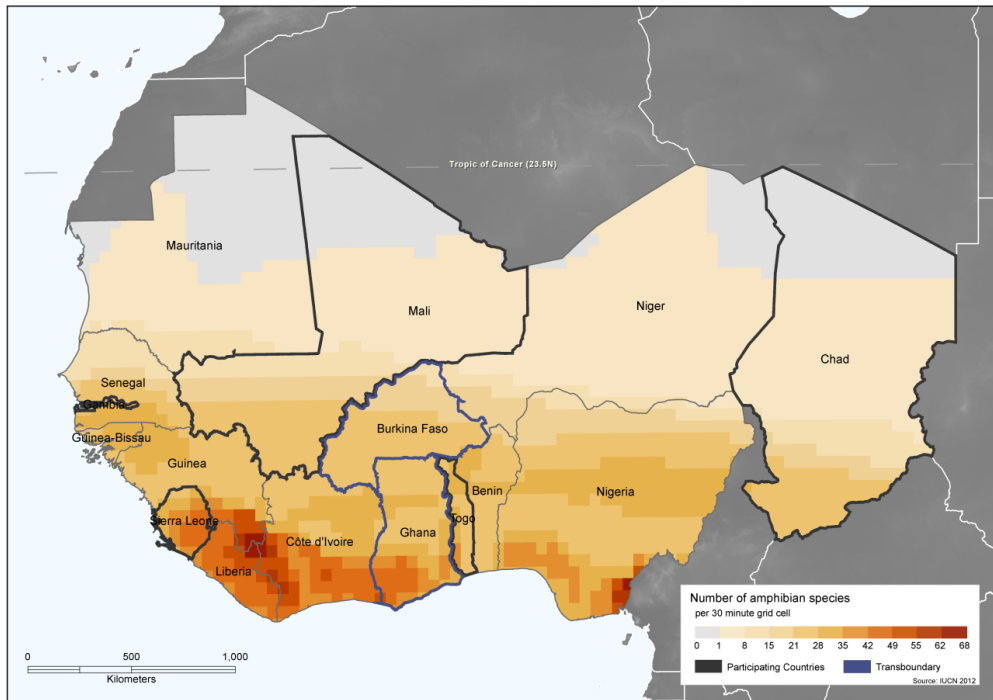 Tropic of Cancer (23.5N)
Mauritania
Mali
Niger
Chad
Senegal
Gambia
Burkina Faso
Guinea-Bissau
Guinea
Benin
Nigeria
Sierra Leone
Togo
Ghana
Côte d'Ivoire
Liberia
Number of amphibian species
per 30 minute grid cell
0 1 8 15 21 28 35 42 49 55 62 68
Participating Countries Transboundary
Source: IUCN 2012
0 500 1,000
Kilometers